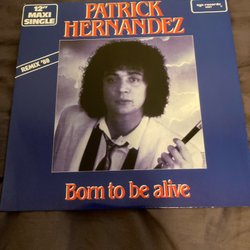 12" MAXI SINGLE
PATRICK
HERNANDEZ
REMIX '88
Born to be alive